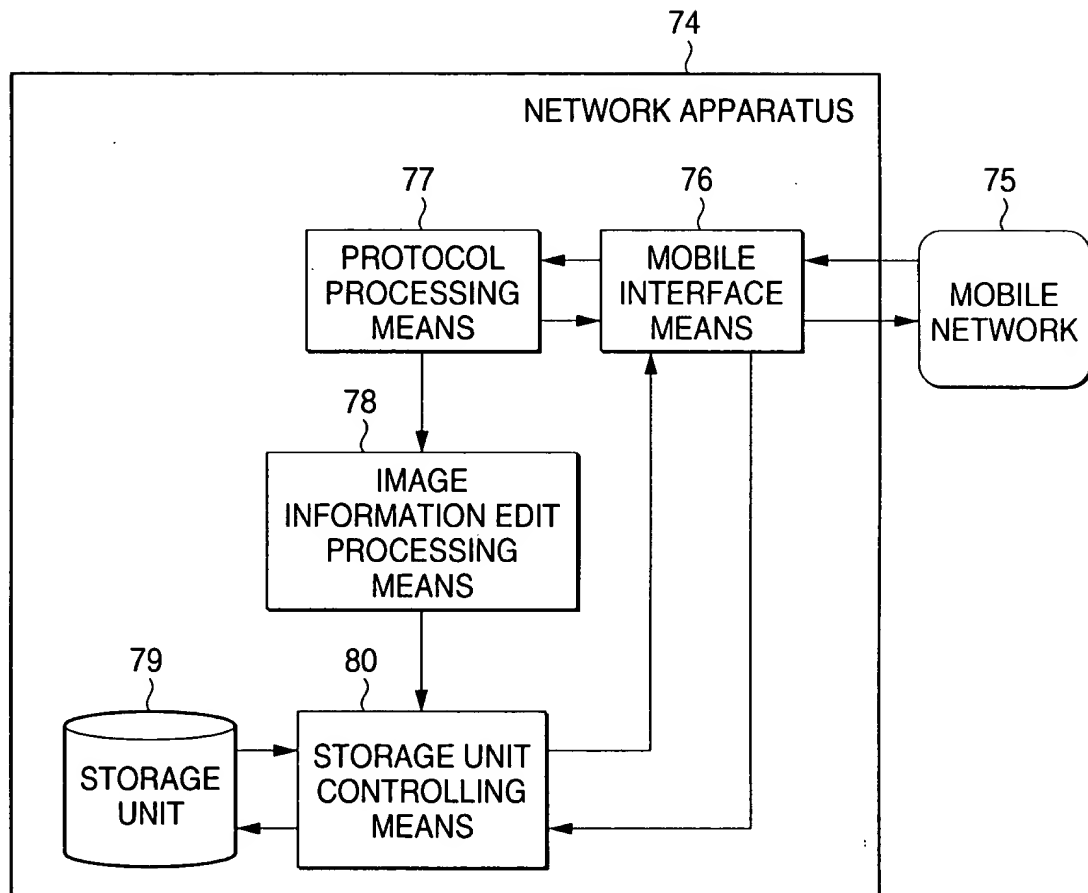 74
NETWORK APPARATUS
77
76
75
PROTOCOL
PROCESSING
MEANS
MOBILE
INTERFACE
MEANS
MOBILE
NETWORK
78
IMAGE
INFORMATION EDIT
PROCESSING
MEANS
79
80
STORAGE
UNIT
STORAGE UNIT
CONTROLLING
MEANS